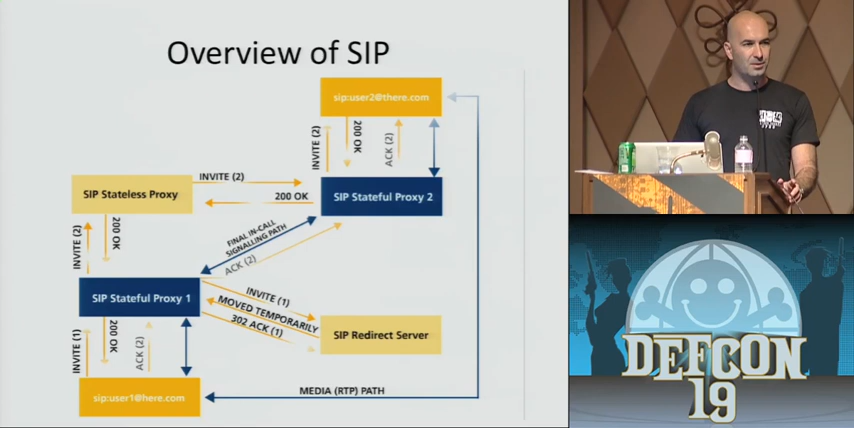 Overview of SIP
sip:user2@there.com
INVITE (2)
200 OK
ACK (2)
INVITE (2)
SIP Stateless Proxy
200 OK
SIP Stateful Proxy 2
INVITE (2)
200 OK
FINAL IN-CALL
SIGNALLING PATH
ACK (2)
SIP Stateful Proxy 1
INVITE (1)
MOVED TEMPORARILY
302 ACK (1)
SIP Redirect Server
INVITE (1)
200 OK
ACK (2)
sip:user1@here.com
MEDIA (RTP) PATH
DEFCON
19